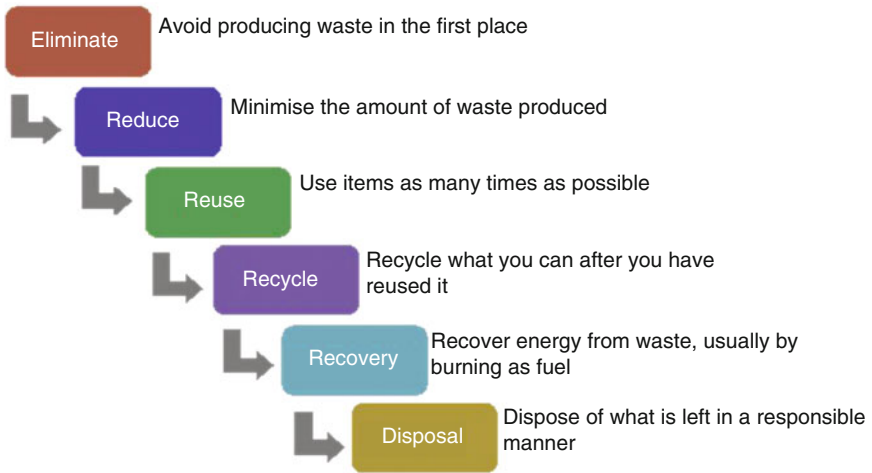 Eliminate
Avoid producing waste in the first place
Reduce
Minimise the amount of waste produced
Reuse
Use items as many times as possible
Recycle
Recycle what you can after you have
reused it
Recovery
Recover energy from waste, usually by
burning as fuel
Disposal
Dispose of what is left in a responsible
manner